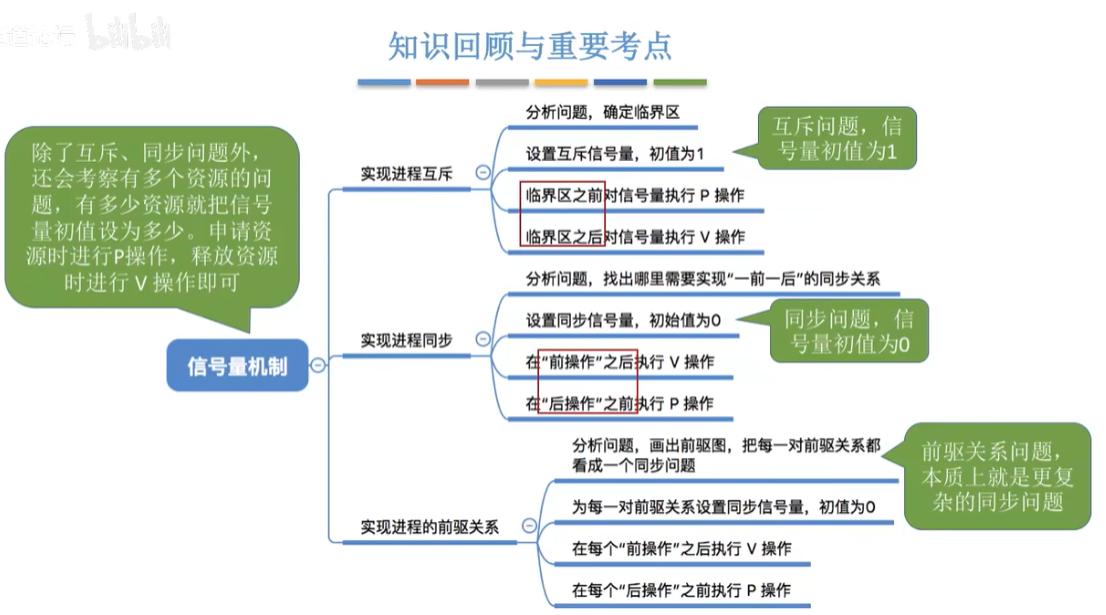 bilibili
知识回顾与重要考点
除了互斥、同步问题外，
还会考察有多个资源的问
题，有多少资源就把信号
量初值设为多少。申请资
源时进行P操作，释放资源
时进行 V 操作即可
信号量机制
实现进程互斥
分析问题，确定临界区
设置互斥信号量，初值为1
互斥问题，信
号量初值为1
临界区之前对信号量执行 P 操作
临界区之后对信号量执行 V 操作
实现进程同步
分析问题，找出哪里需要实现“一前一后”的同步关系
设置同步信号量，初始值为0
同步问题，信
号量初值为0
在“前操作”之后执行 V 操作
在“后操作”之前执行 P 操作
实现进程的前驱关系
分析问题，画出前驱图，把每一对前驱关系都
看成一个同步问题
前驱关系问题，
本质上就是更复
杂的同步问题
为每一对前驱关系设置同步信号量，初值为0
在每个“前操作”之后执行 V 操作
在每个“后操作”之前执行 P 操作